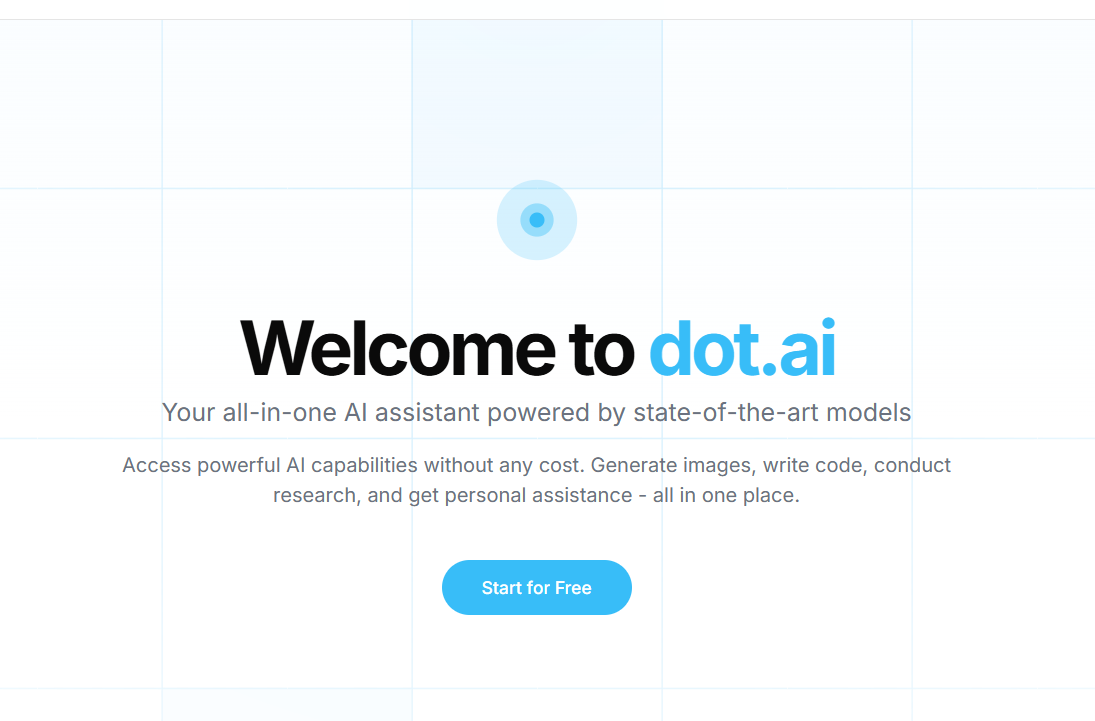 Welcome to dot.ai
Your all-in-one AI assistant powered by state-of-the-art models
Access powerful AI capabilities without any cost. Generate images, write code, conduct
research, and get personal assistance - all in one place.
Start for Free